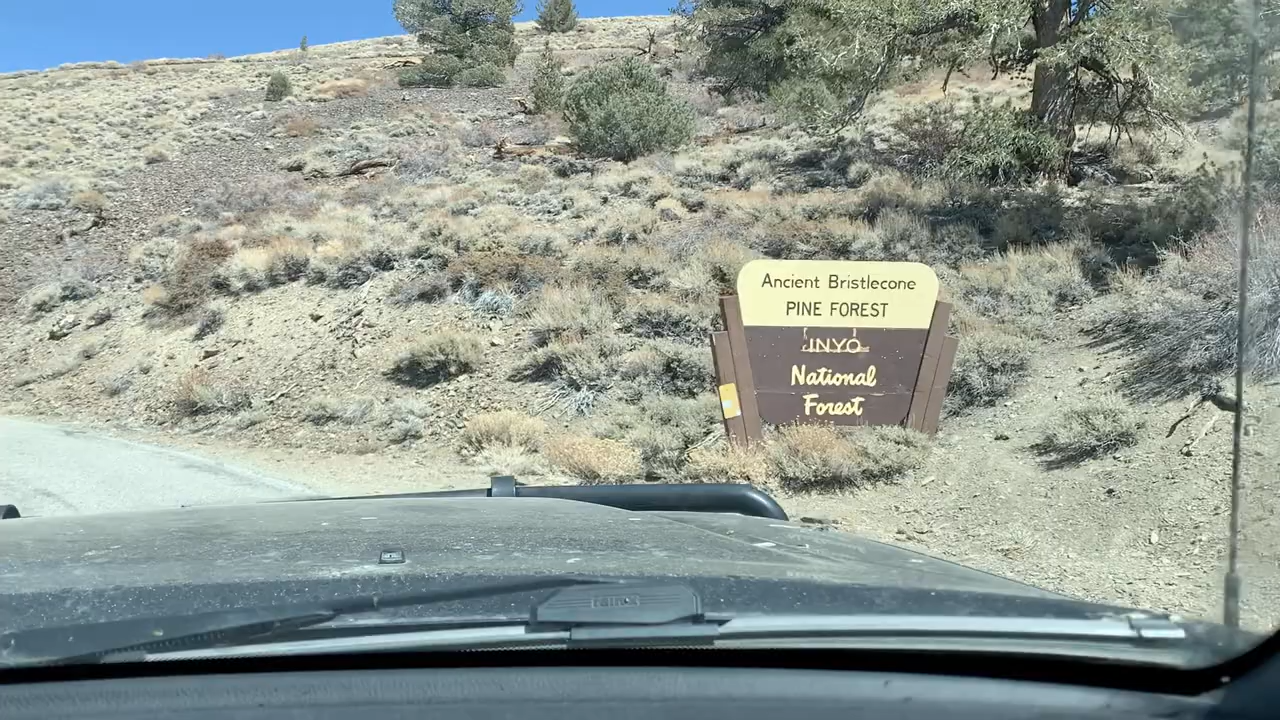 Ancient Bristlecone
PINE FOREST
INYO
National
Forest